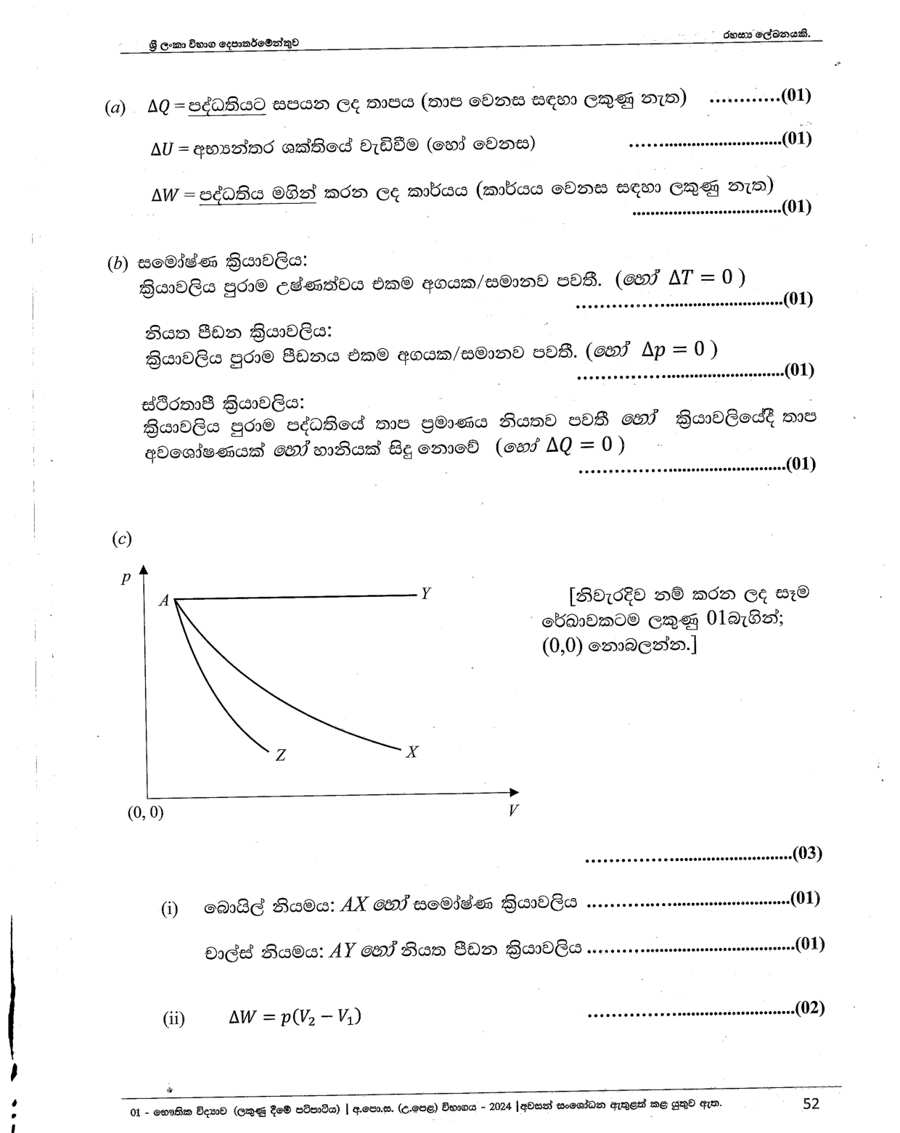 ශ්‍රී ලංකා විභාග දෙපාර්තමේන්තුව
රහස්‍ය ලේඛනයකි.
(a) ΔQ = පද්ධතියට සපයන ලද තාපය (තාප වෙනස සඳහා ලකුණු නැත) ............(01)
ΔU = අභ්‍යන්තර ශක්තියේ වැඩිවීම (හෝ වෙනස) ................................(01)
ΔW = පද්ධතිය මගින් කරන ලද කාර්යය (කාර්යය වෙනස සඳහා ලකුණු නැත)
................................(01)
(b) සමෝෂ්ණ ක්‍රියාවලිය:
ක්‍රියාවලිය පුරාම උෂ්ණත්වය එකම අගයක/සමානව පවතී. (හෝ ΔT = 0 )
................................(01)
නියත පීඩන ක්‍රියාවලිය:
ක්‍රියාවලිය පුරාම පීඩනය එකම අගයක/සමානව පවතී. (හෝ Δp = 0 )
................................(01)
ස්ථිරතාපී ක්‍රියාවලිය:
ක්‍රියාවලිය පුරාම පද්ධතියේ තාප ප්‍රමාණය නියතව පවතී හෝ ක්‍රියාවලියේදී තාප
අවශෝෂණයක් හෝ හානියක් සිදු නොවේ (හෝ ΔQ = 0 )
................................(01)
(c)
p
A
Y
[නිවැරදිව නම් කරන ලද සෑම
රේඛාවකටම ලකුණු 01බැගින්;
(0,0) නොබලන්න.]
Z
X
(0, 0)
V
................................(03)
(i) බොයිල් නියමය: AX හෝ සමෝෂ්ණ ක්‍රියාවලිය ................................(01)
චාල්ස් නියමය: AY හෝ නියත පීඩන ක්‍රියාවලිය ................................(01)
(ii) ΔW = p(V₂ − V₁) ................................(02)
01 - භෞතික විද්‍යාව (ලකුණු දීමේ පටිපාටිය) | අ.පො.ස. (උ.පෙළ) විභාගය - 2024 |අවසන් සංශෝධන ඇතුළත් කළ යුතුව ඇත.
52